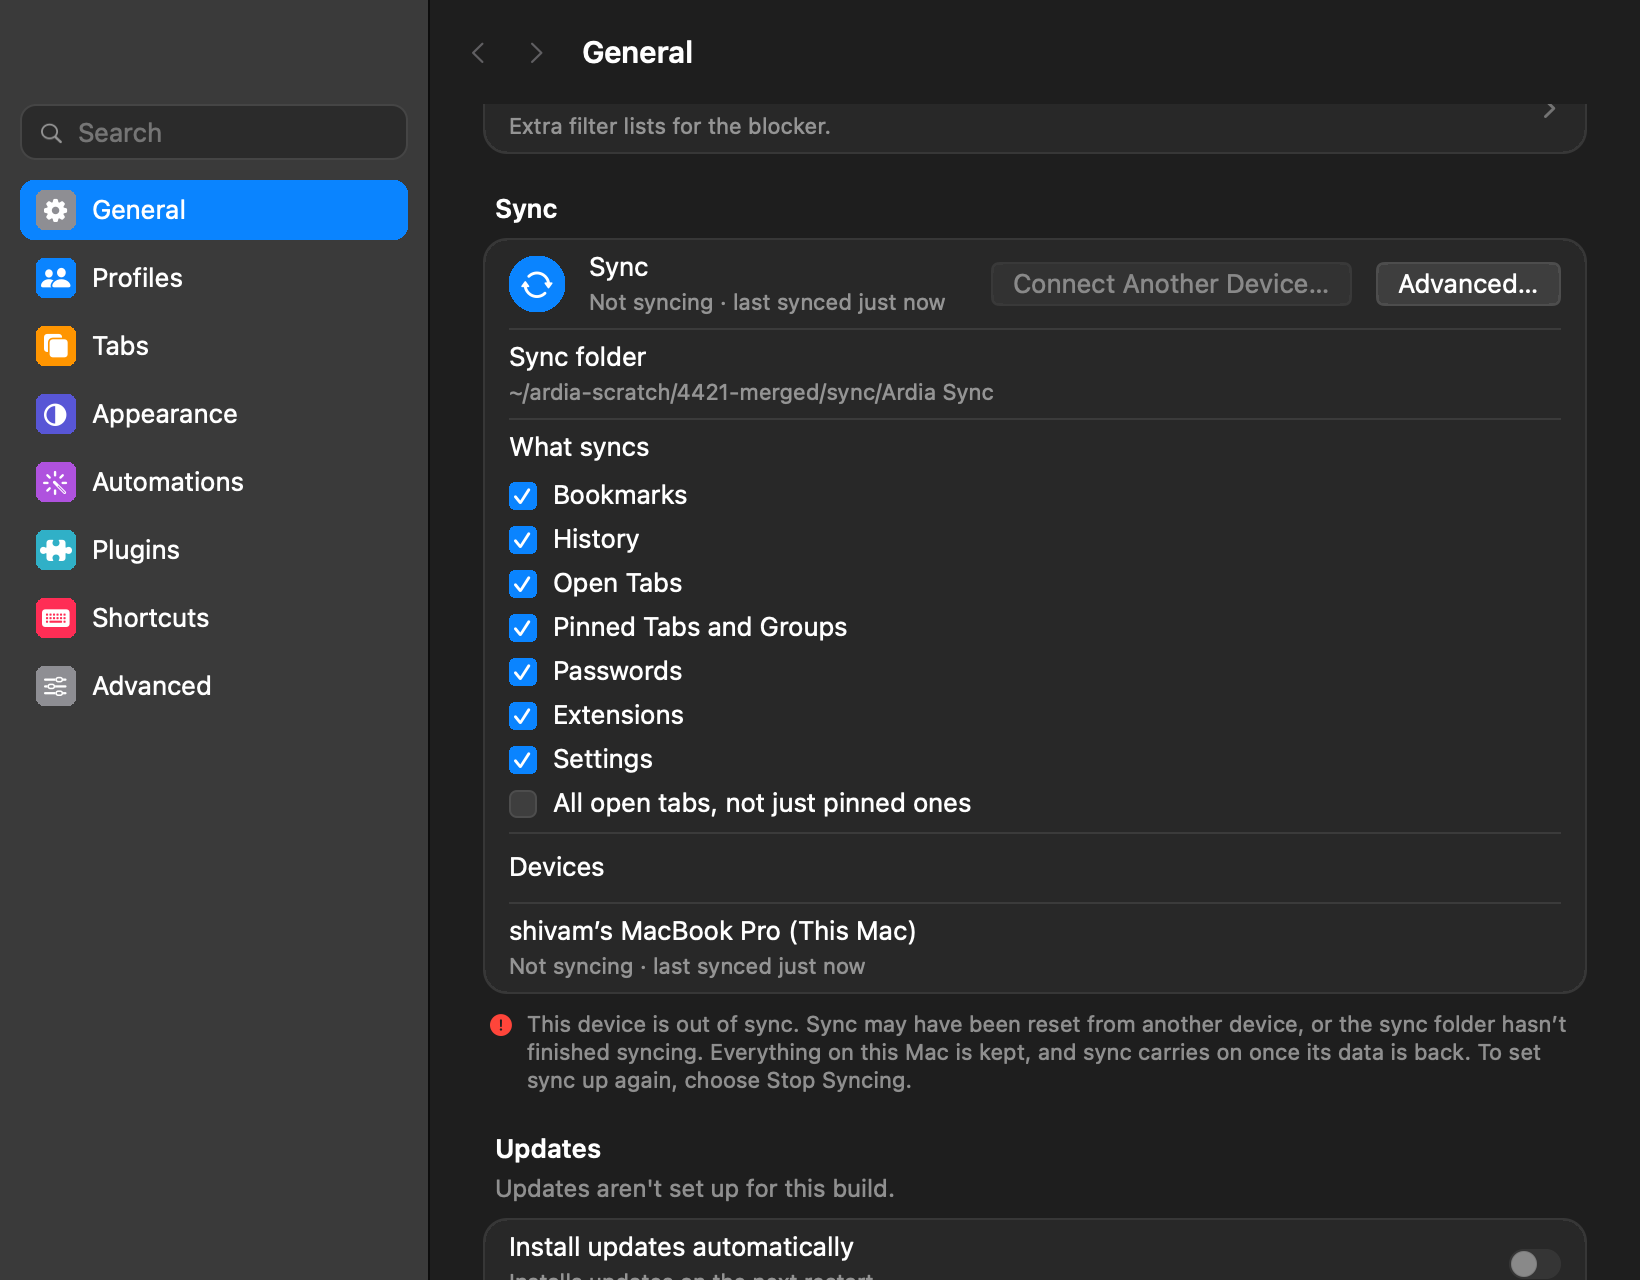 General
Search
General
Profiles
Tabs
Appearance
Automations
Plugins
Shortcuts
Advanced
Extra filter lists for the blocker.
Sync
Sync
Not syncing · last synced just now
Connect Another Device...
Advanced...
Sync folder
~/ardia-scratch/4421-merged/sync/Ardia Sync
What syncs
Bookmarks
History
Open Tabs
Pinned Tabs and Groups
Passwords
Extensions
Settings
All open tabs, not just pinned ones
Devices
shivam’s MacBook Pro (This Mac)
Not syncing · last synced just now
This device is out of sync. Sync may have been reset from another device, or the sync folder hasn’t
finished syncing. Everything on this Mac is kept, and sync carries on once its data is back. To set
sync up again, choose Stop Syncing.
Updates
Updates aren't set up for this build.
Install updates automatically
Installs updates on the next restart